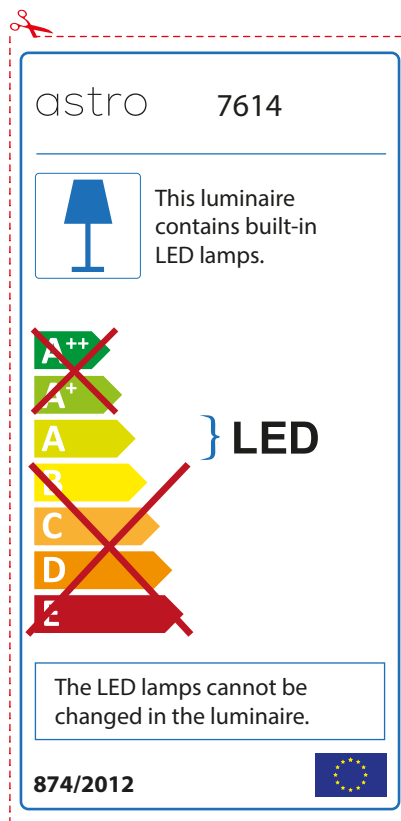 astro 7614
This luminaire
contains built-in
LED lamps.
A++
A+
A
LED
B
C
D
E
The LED lamps cannot be
changed in the luminaire.
874/2012